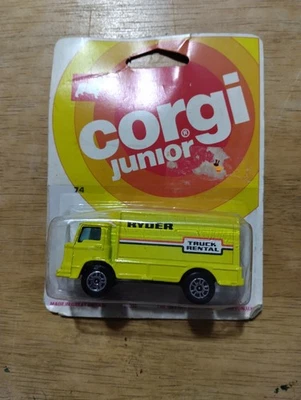 corgi®
junior
74
RYDER
TRUCK
RENTAL